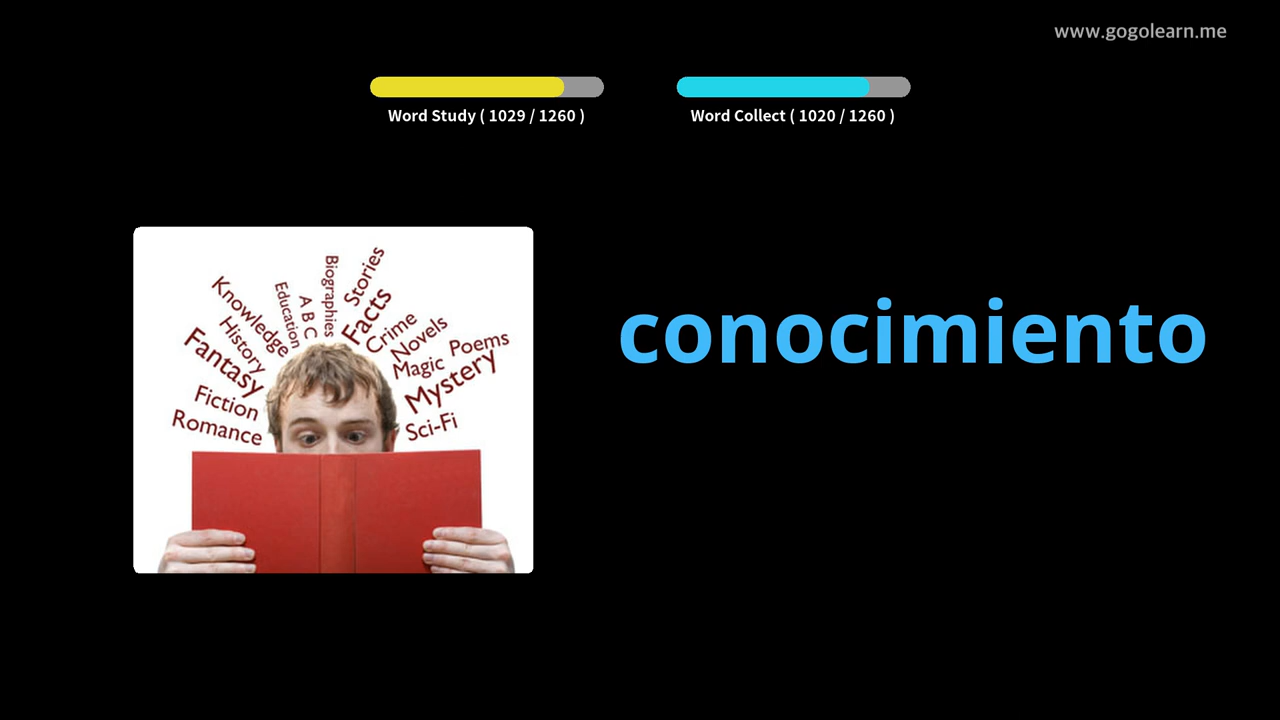 www.gogolearn.me
Word Study ( 1029 / 1260 )
Word Collect ( 1020 / 1260 )
conocimiento
Knowledge
Education
A B C
Biographies
Stories
Facts
Crime
Novels
Poems
Magic
Mystery
Sci-Fi
History
Fantasy
Fiction
Romance